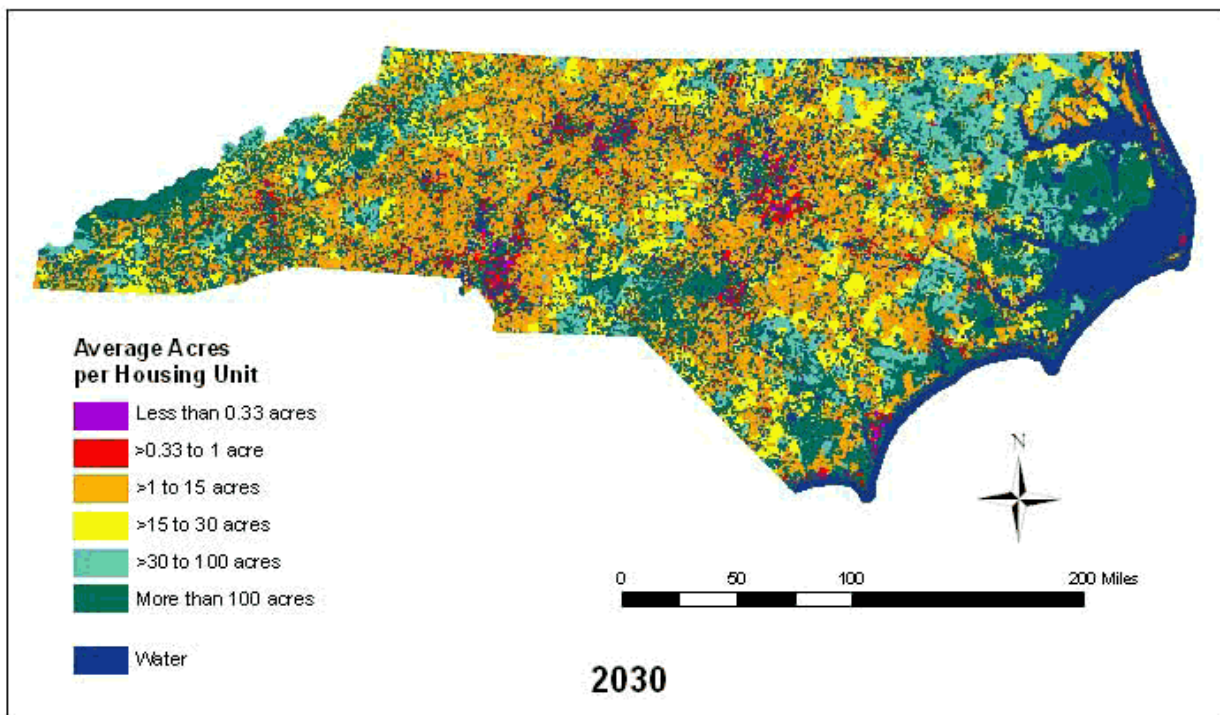 Average Acres
per Housing Unit
Less than 0.33 acres
>0.33 to 1 acre
>1 to 15 acres
>15 to 30 acres
>30 to 100 acres
More than 100 acres
Water
N
0 50 100 200 Miles
2030